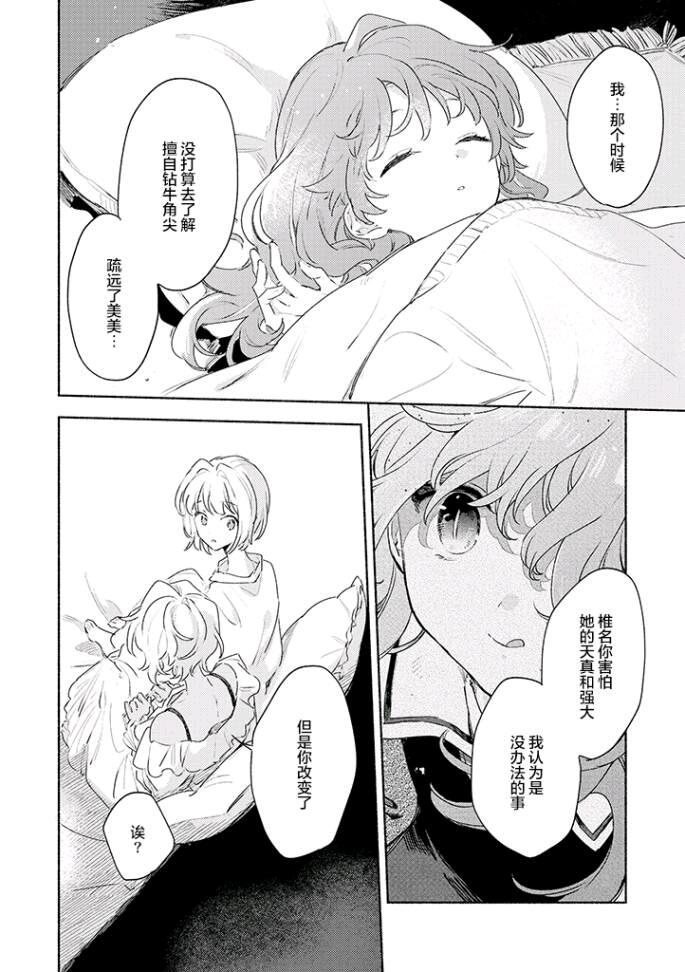 我…那个时候
没打算去了解
擅自钻牛角尖
疏远了美美…
椎名你害怕
她的天真和强大
我认为是
没办法的事
但是你改变了
诶？